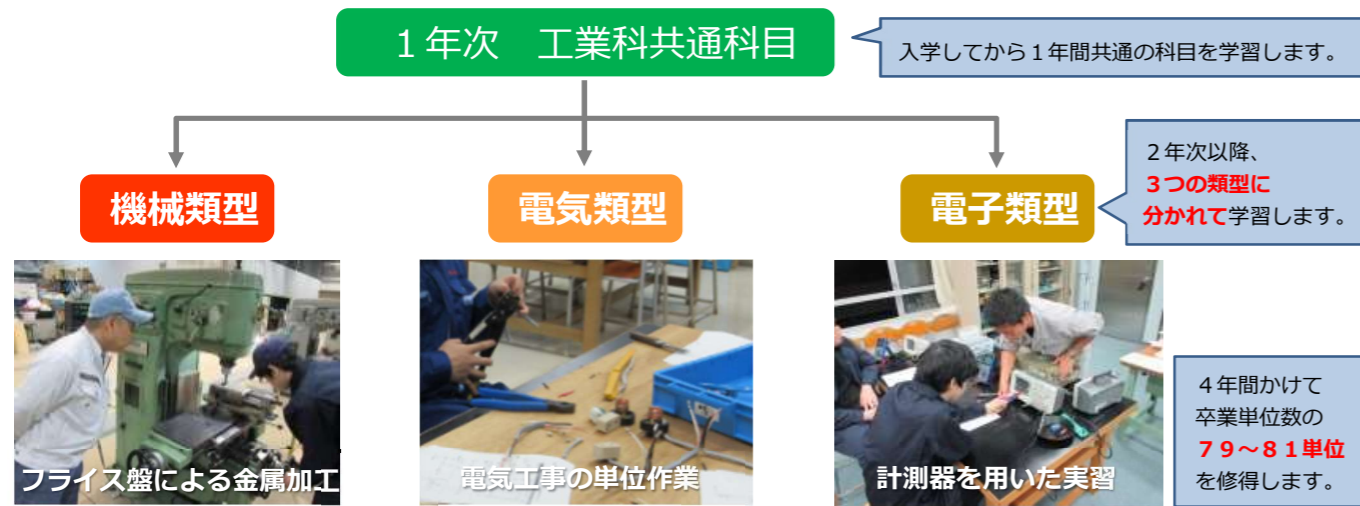 １年次　工業科共通科目
入学してから１年間共通の科目を学習します。
２年次以降、
３つの類型に
分かれて学習します。
機械類型
電気類型
電子類型
フライス盤による金属加工
電気工事の単位作業
計測器を用いた実習
４年間かけて
卒業単位数の
７９～８１単位
を修得します。